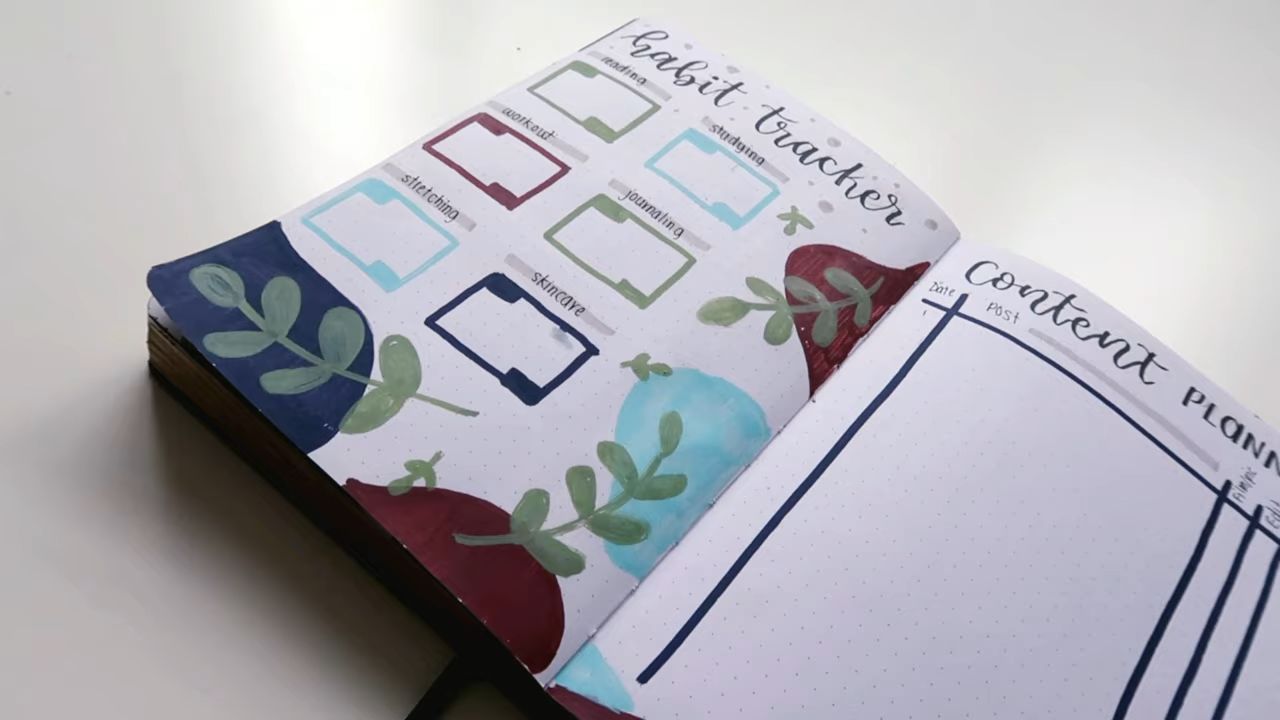 habit tracker
reading
studying
workout
journaling
stretching
skincare
Content PLANN
Date
Post